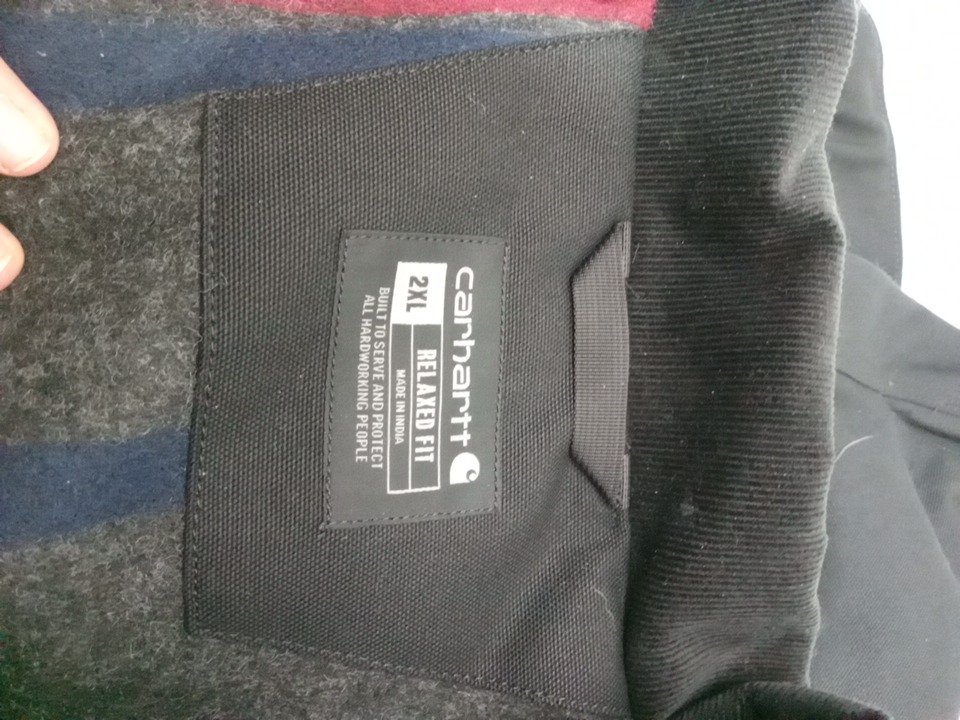 carhartt
2XL RELAXED FIT
MADE IN INDIA
BUILT TO SERVE AND PROTECT
ALL HARDWORKING PEOPLE